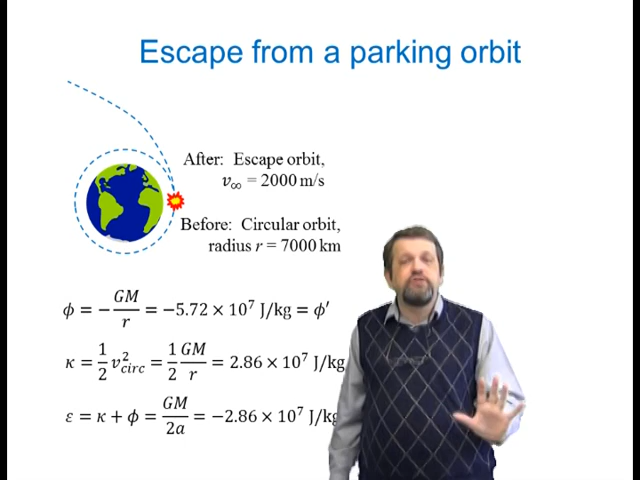 Escape from a parking orbit
After: Escape orbit,
v∞ = 2000 m/s
Before: Circular orbit,
radius r = 7000 km
ϕ = −GM/r = −5.72 × 10⁷ J/kg = ϕ′
κ = 1/2 v²circ = 1/2 GM/r = 2.86 × 10⁷ J/kg
ε = κ + ϕ = GM/2a = −2.86 × 10⁷ J/kg